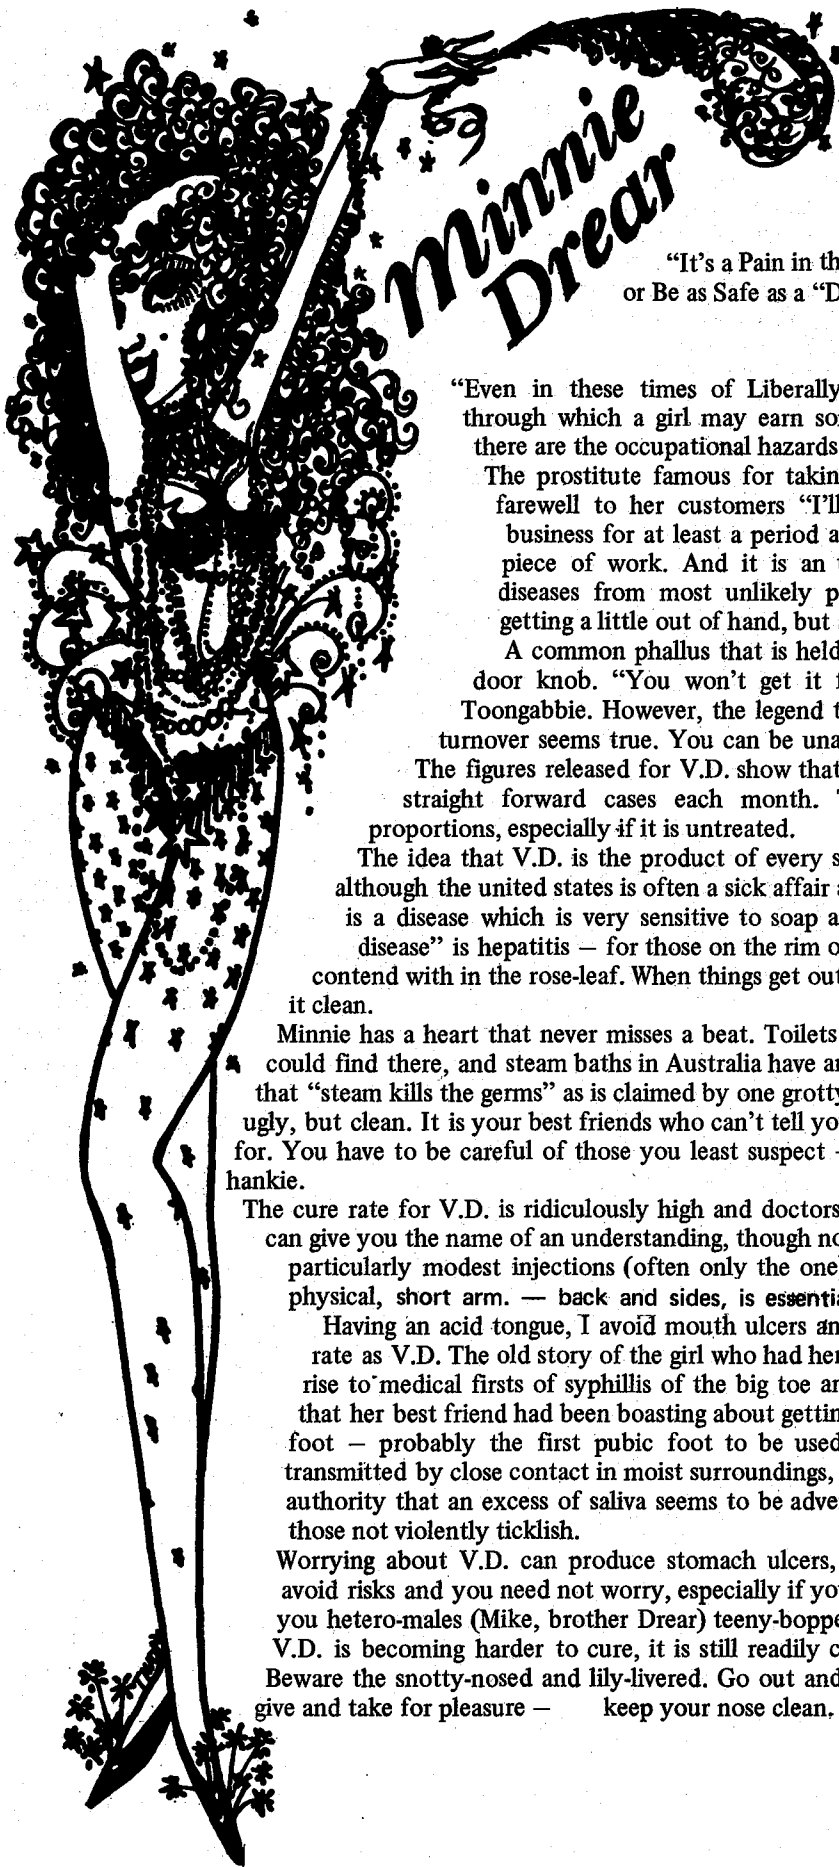 Minnie
Drear
“It’s a Pain in th
or Be as Safe as a “D
“Even in these times of Liberally
through which a girl may earn so
there are the occupational hazards
The prostitute famous for takin
farewell to her customers “I’ll
business for at least a period a
piece of work. And it is an
diseases from most unlikely p
getting a little out of hand, but
A common phallus that is held
door knob. “You won’t get it
Toongabbie. However, the legend t
turnover seems true. You can be una
The figures released for V.D. show that
straight forward cases each month.
proportions, especially if it is untreated.
The idea that V.D. is the product of every s
although the united states is often a sick affair
is a disease which is very sensitive to soap a
disease” is hepatitis — for those on the rim o
contend with in the rose-leaf. When things get out
it clean.
Minnie has a heart that never misses a beat. Toilets
could find there, and steam baths in Australia have a
that “steam kills the germs” as is claimed by one grotty
ugly, but clean. It is your best friends who can’t tell yo
for. You have to be careful of those you least suspect -
hankie.
The cure rate for V.D. is ridiculously high and doctors
can give you the name of an understanding, though no
particularly modest injections (often only the one
physical, short arm. — back and sides, is essentia
Having an acid tongue, I avoid mouth ulcers an
rate as V.D. The old story of the girl who had her
rise to medical firsts of syphillis of the big toe an
that her best friend had been boasting about gettin
foot — probably the first pubic foot to be used
transmitted by close contact in moist surroundings,
authority that an excess of saliva seems to be adve
those not violently ticklish.
Worrying about V.D. can produce stomach ulcers,
avoid risks and you need not worry, especially if yo
you hetero-males (Mike, brother Drear) teeny-boppe
V.D. is becoming harder to cure, it is still readily c
Beware the snotty-nosed and lily-livered. Go out and
give and take for pleasure — keep your nose clean.